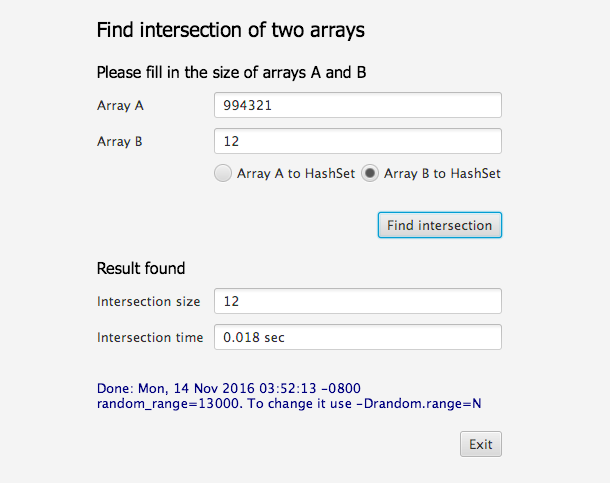 Find intersection of two arrays
Please fill in the size of arrays A and B
Array A 994321
Array B 12
Array A to HashSet Array B to HashSet
Find intersection
Result found
Intersection size 12
Intersection time 0.018 sec
Done: Mon, 14 Nov 2016 03:52:13 -0800
random_range=13000. To change it use -Drandom.range=N
Exit